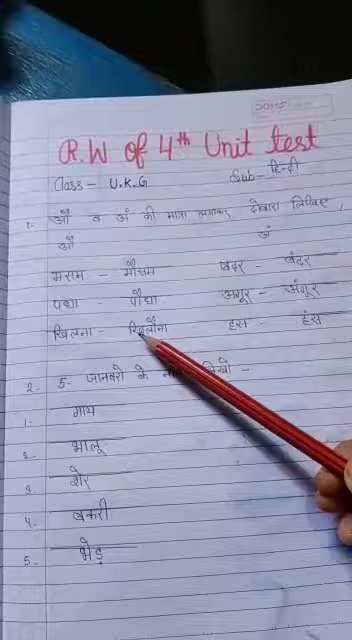 R.W of 4th Unit test
Class - U.K.G Sub - हिन्दी
1- औ व अं की मात्रा लगाकर दोबारा लिखिए,
औ अं
मसम - मौसम बदर - बंदर
पधा - पौधा अगूर - अंगूर
खिलना - खिलौना हस - हंस
2. 5- जानवरो के लिखो -
1- गाय
2- भालू
3- शेर
4- बकरी
5- भेड़